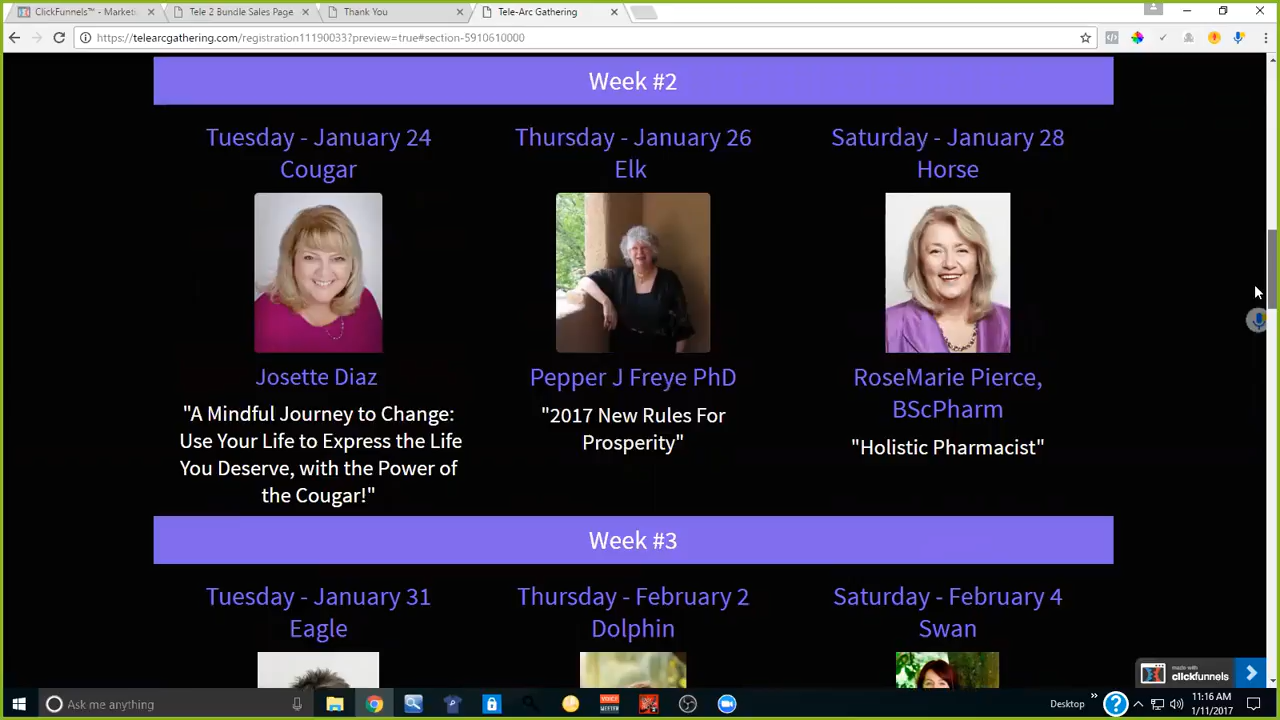 ClickFunnels™ - Market
Tele 2 Bundle Sales Page
Thank You
Tele-Arc Gathering
https://telearcgathering.com/registration11190033?preview=true#section-5910610000
Week #2
Tuesday - January 24
Cougar
Thursday - January 26
Elk
Saturday - January 28
Horse
Josette Diaz
"A Mindful Journey to Change:
Use Your Life to Express the Life
You Deserve, with the Power of
the Cougar!"
Pepper J Freye PhD
"2017 New Rules For
Prosperity"
RoseMarie Pierce,
BScPharm
"Holistic Pharmacist"
Week #3
Tuesday - January 31
Eagle
Thursday - February 2
Dolphin
Saturday - February 4
Swan
made with
clickfunnels
Ask me anything
Desktop
11:16 AM
1/11/2017